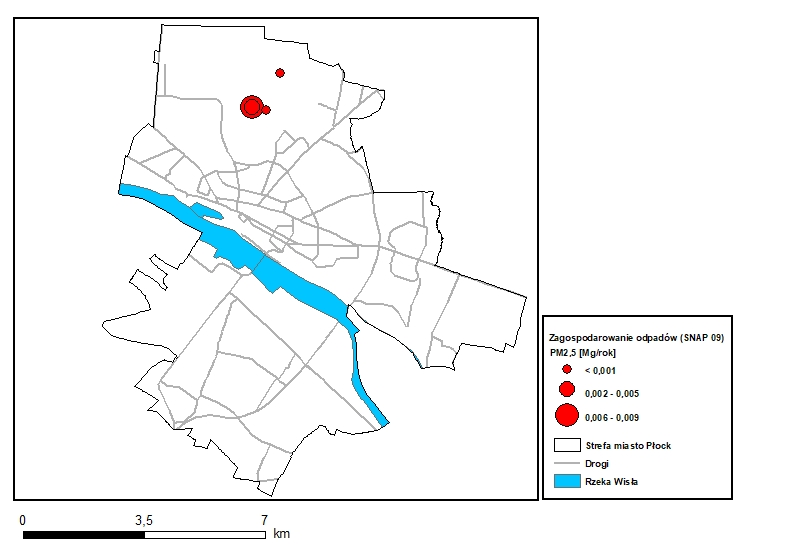 Zagospodarowanie odpadów (SNAP 09)
PM2,5 [Mg/rok]
< 0,001
0,002 - 0,005
0,006 - 0,009
Strefa miasto Płock
Drogi
Rzeka Wisła
0 3,5 7
km